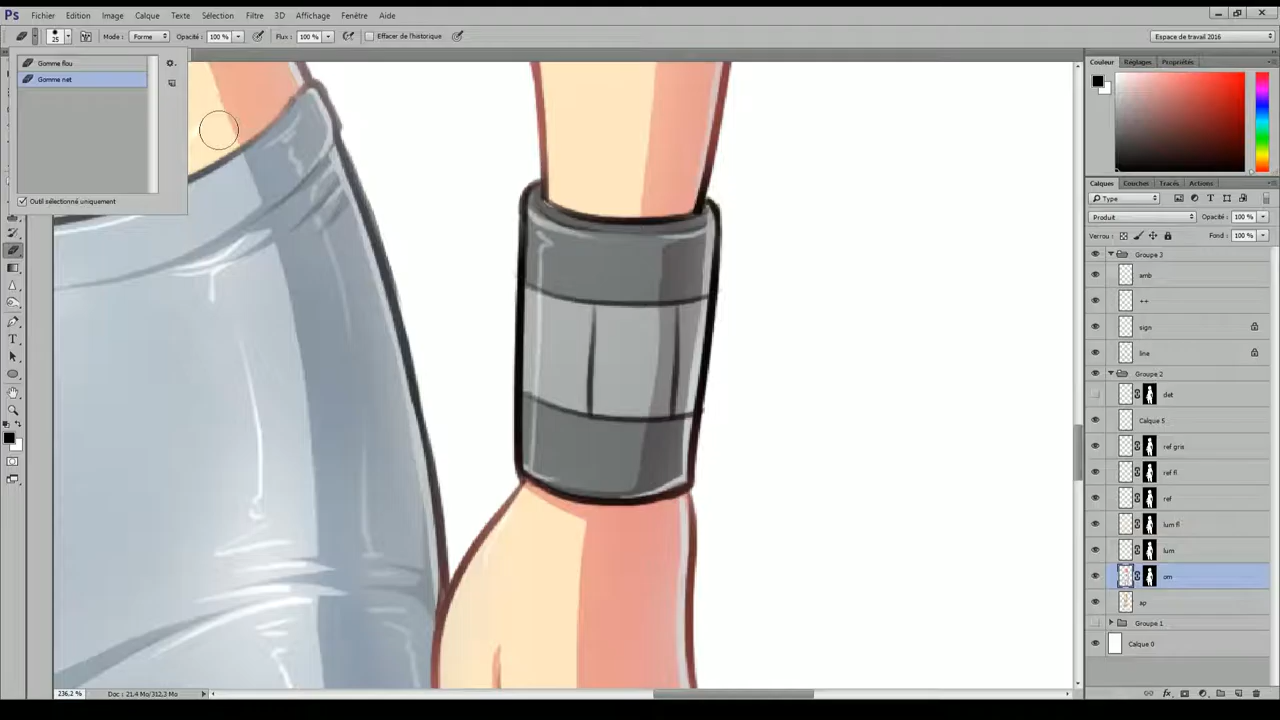 Ps Fichier Edition Image Calque Texte Sélection Filtre 3D Affichage Fenêtre Aide
25 Mode : Forme Opacité : 100 % Flux : 100 % Effacer de l'historique Espace de travail 2016
Gomme flou
Gomme net
Outil sélectionné uniquement
Couleur Réglages Propriétés
Calques Couches Tracés Actions
Type
Produit Opacité : 100 %
Verrou : Fond : 100 %
Groupe 3
amb
++
sign
line
Groupe 2
det
Calque 5
ref gris
ref fl
ref
lum fl
lum
om
ap
Groupe 1
Calque 0
236.2 % Doc : 21.4 Mo/312.3 Mo